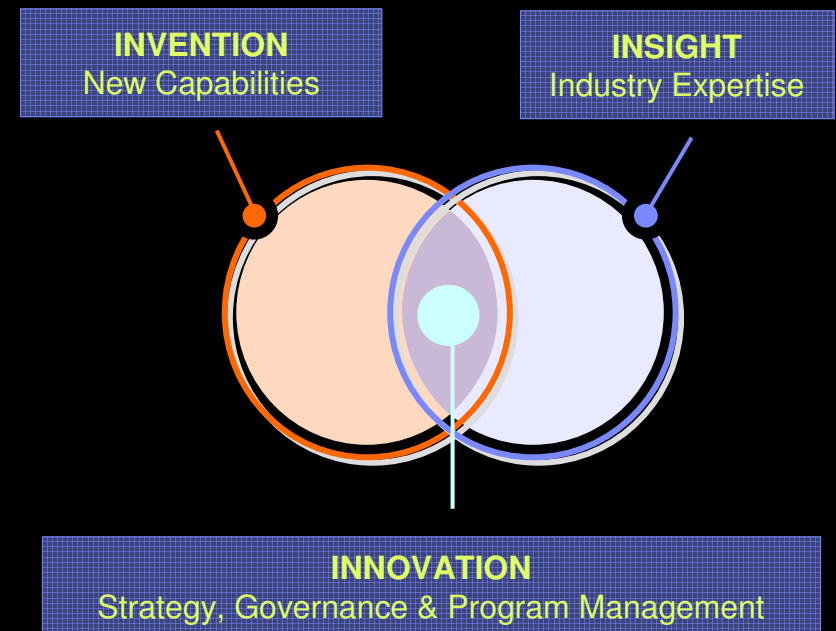 INVENTION
New Capabilities
INSIGHT
Industry Expertise
INNOVATION
Strategy, Governance & Program Management